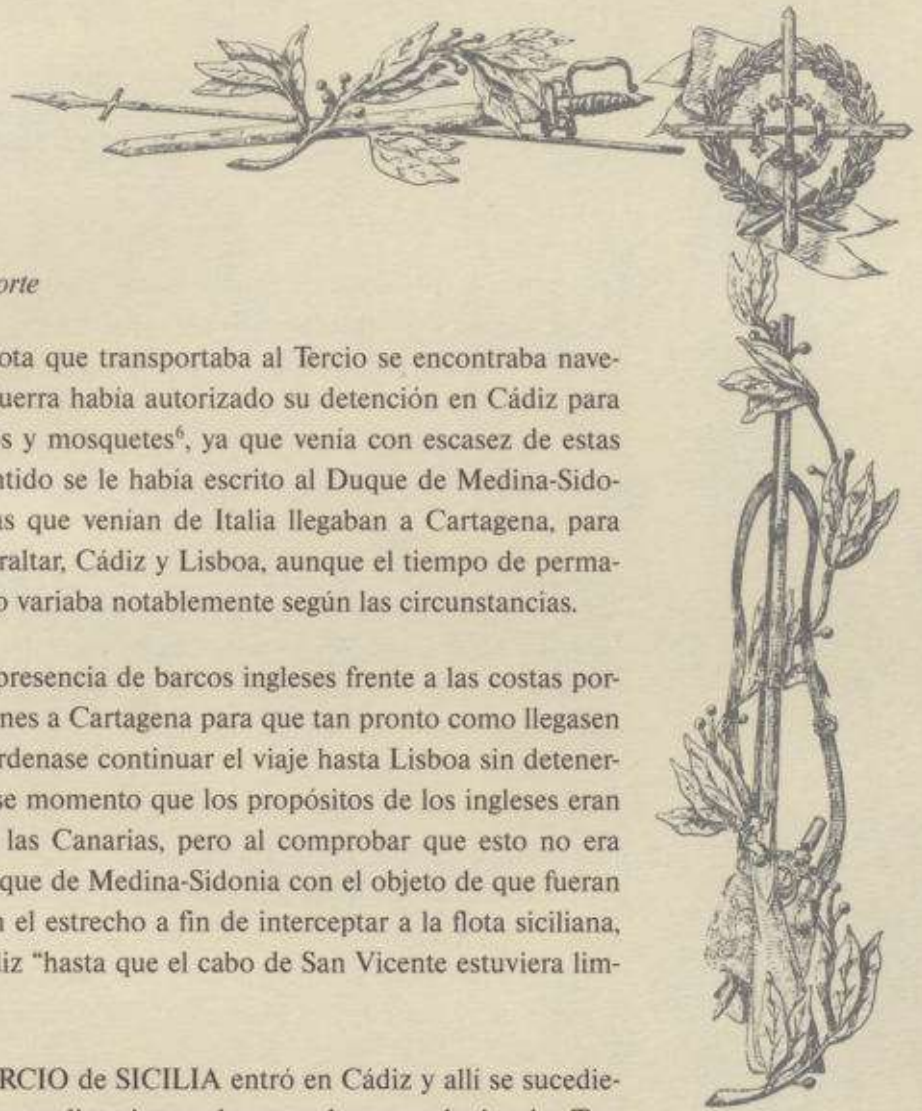 orte
ota que transportaba al Tercio se encontraba nave-
uerra había autorizado su detención en Cádiz para
s y mosquetes⁶, ya que venía con escasez de estas
ntido se le había escrito al Duque de Medina-Sido-
as que venían de Italia llegaban a Cartagena, para
raltar, Cádiz y Lisboa, aunque el tiempo de perma-
o variaba notablemente según las circunstancias.
presencia de barcos ingleses frente a las costas por-
nes a Cartagena para que tan pronto como llegasen
rdenase continuar el viaje hasta Lisboa sin detener-
se momento que los propósitos de los ingleses eran
las Canarias, pero al comprobar que esto no era
que de Medina-Sidonia con el objeto de que fueran
n el estrecho a fin de interceptar a la flota siciliana,
diz "hasta que el cabo de San Vicente estuviera lim-
RCIO de SICILIA entró en Cádiz y allí se sucedie-